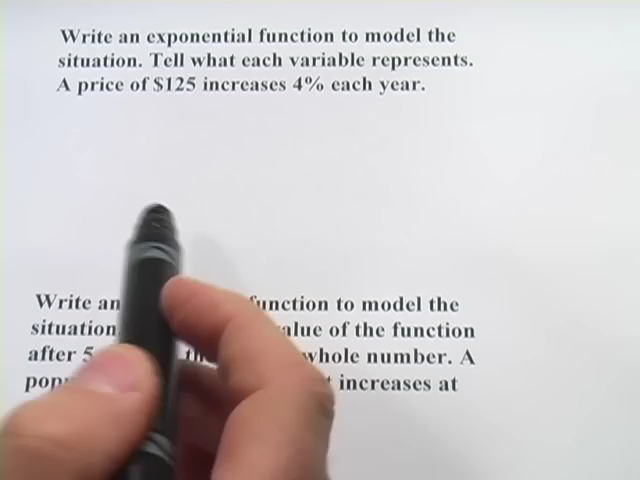 Write an exponential function to model the
situation. Tell what each variable represents.
A price of $125 increases 4% each year.
Write an function to model the
situation value of the function
after 5 whole number. A
increases at